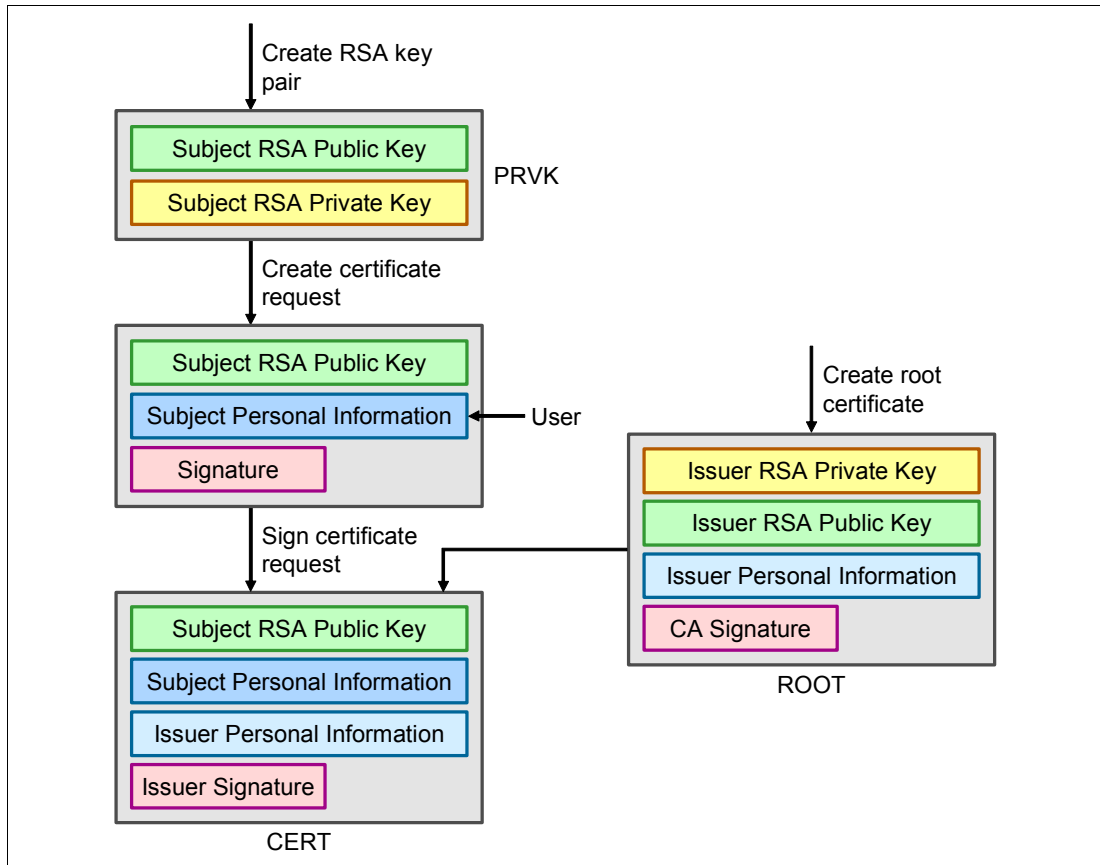 Create RSA key
pair
Subject RSA Public Key
Subject RSA Private Key
PRVK
Create certificate
request
Subject RSA Public Key
Subject Personal Information
User
Signature
Sign certificate
request
Subject RSA Public Key
Subject Personal Information
Issuer Personal Information
Issuer Signature
CERT
Create root
certificate
Issuer RSA Private Key
Issuer RSA Public Key
Issuer Personal Information
CA Signature
ROOT